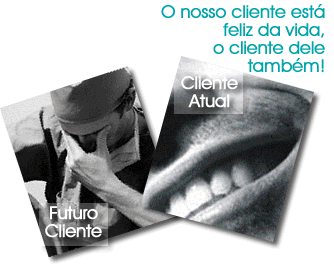 O nosso cliente está
feliz da vida,
o cliente dele
também!
Cliente
Atual
Futuro
Cliente